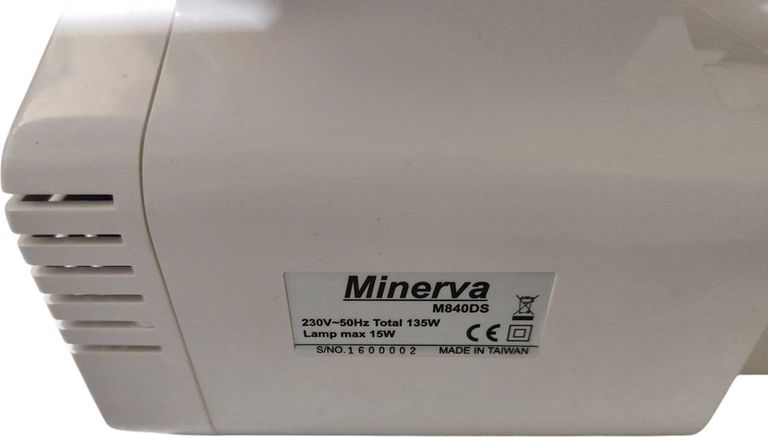 Minerva
M840DS
230V~50Hz Total 135W
Lamp max 15W
CE
S/NO. 1600002 MADE IN TAIWAN